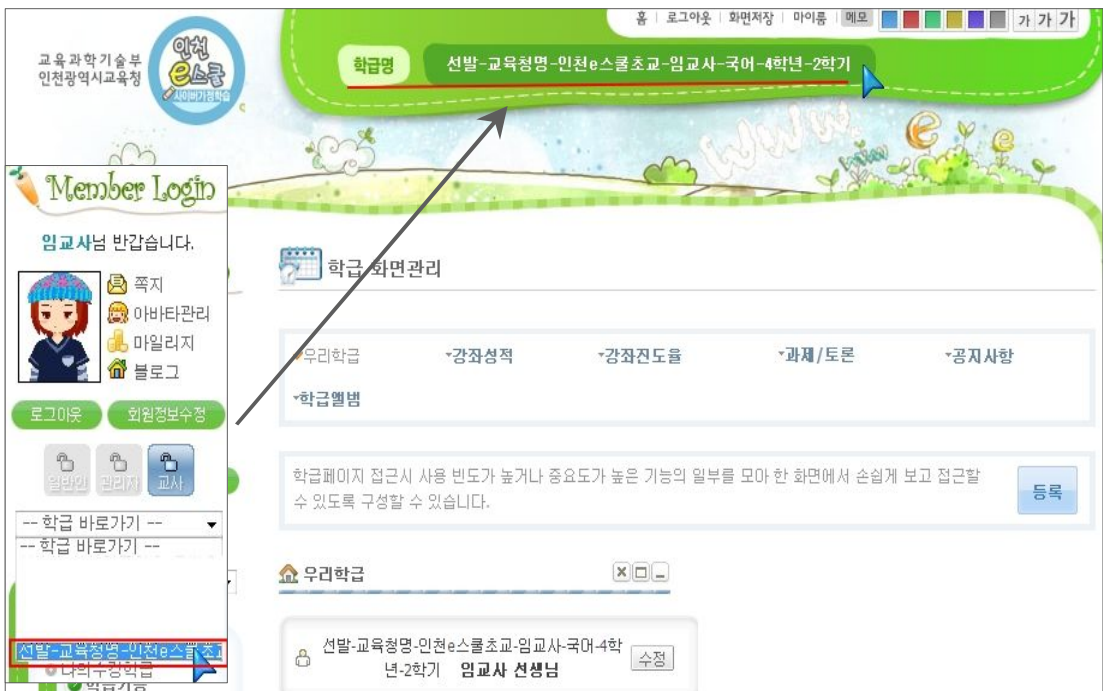 홈 | 로그아웃 | 화면저장 | 마이룸 | 메모 가 가 가
교육과학기술부
인천광역시교육청
인천
e스쿨
사이버가정학습
학급명 선발-교육청명-인천e스쿨초교-임교사-국어-4학년-2학기
www
e e
Member Login
임교사님 반갑습니다.
쪽지
아바타관리
마일리지
블로그
로그아웃 회원정보수정
일반인 관리자 교사
-- 학급 바로가기 --
-- 학급 바로가기 --
선발-교육청명-인천e스쿨초교
나의수강학급
학급기능
학급 화면관리
우리학급 강좌성적 강좌진도율 과제/토론 공지사항
학급앨범
학급페이지 접근시 사용 빈도가 높거나 중요도가 높은 기능의 일부를 모아 한 화면에서 손쉽게 보고 접근할
수 있도록 구성할 수 있습니다.
등록
우리학급
선발-교육청명-인천e스쿨초교-임교사-국어-4학
년-2학기 임교사 선생님
수정